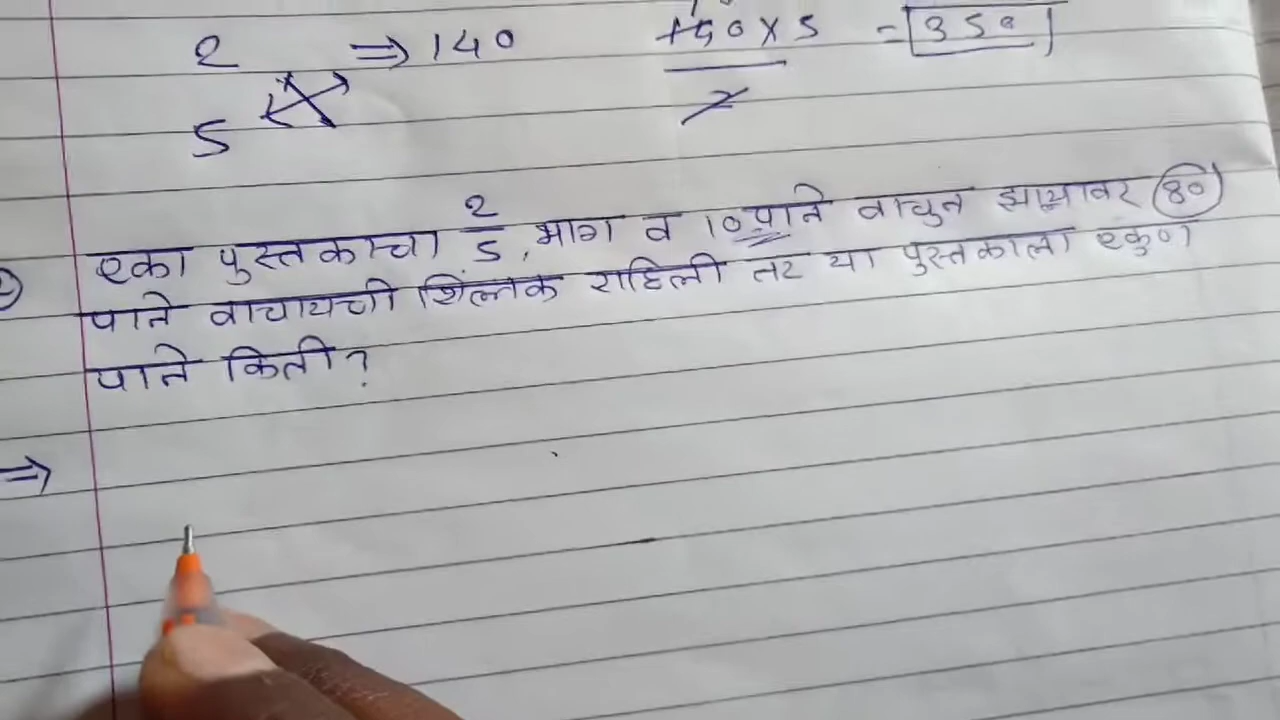 2 ⇒ 140 140 × 5 = 350
5 2
एका पुस्तकाचा 2/5, भाग व 10 पाने वाचुन झाल्यावर 80
पाने वाचायची शिल्लक राहिली तर या पुस्तकाला एकुण
पाने किती?
⇒